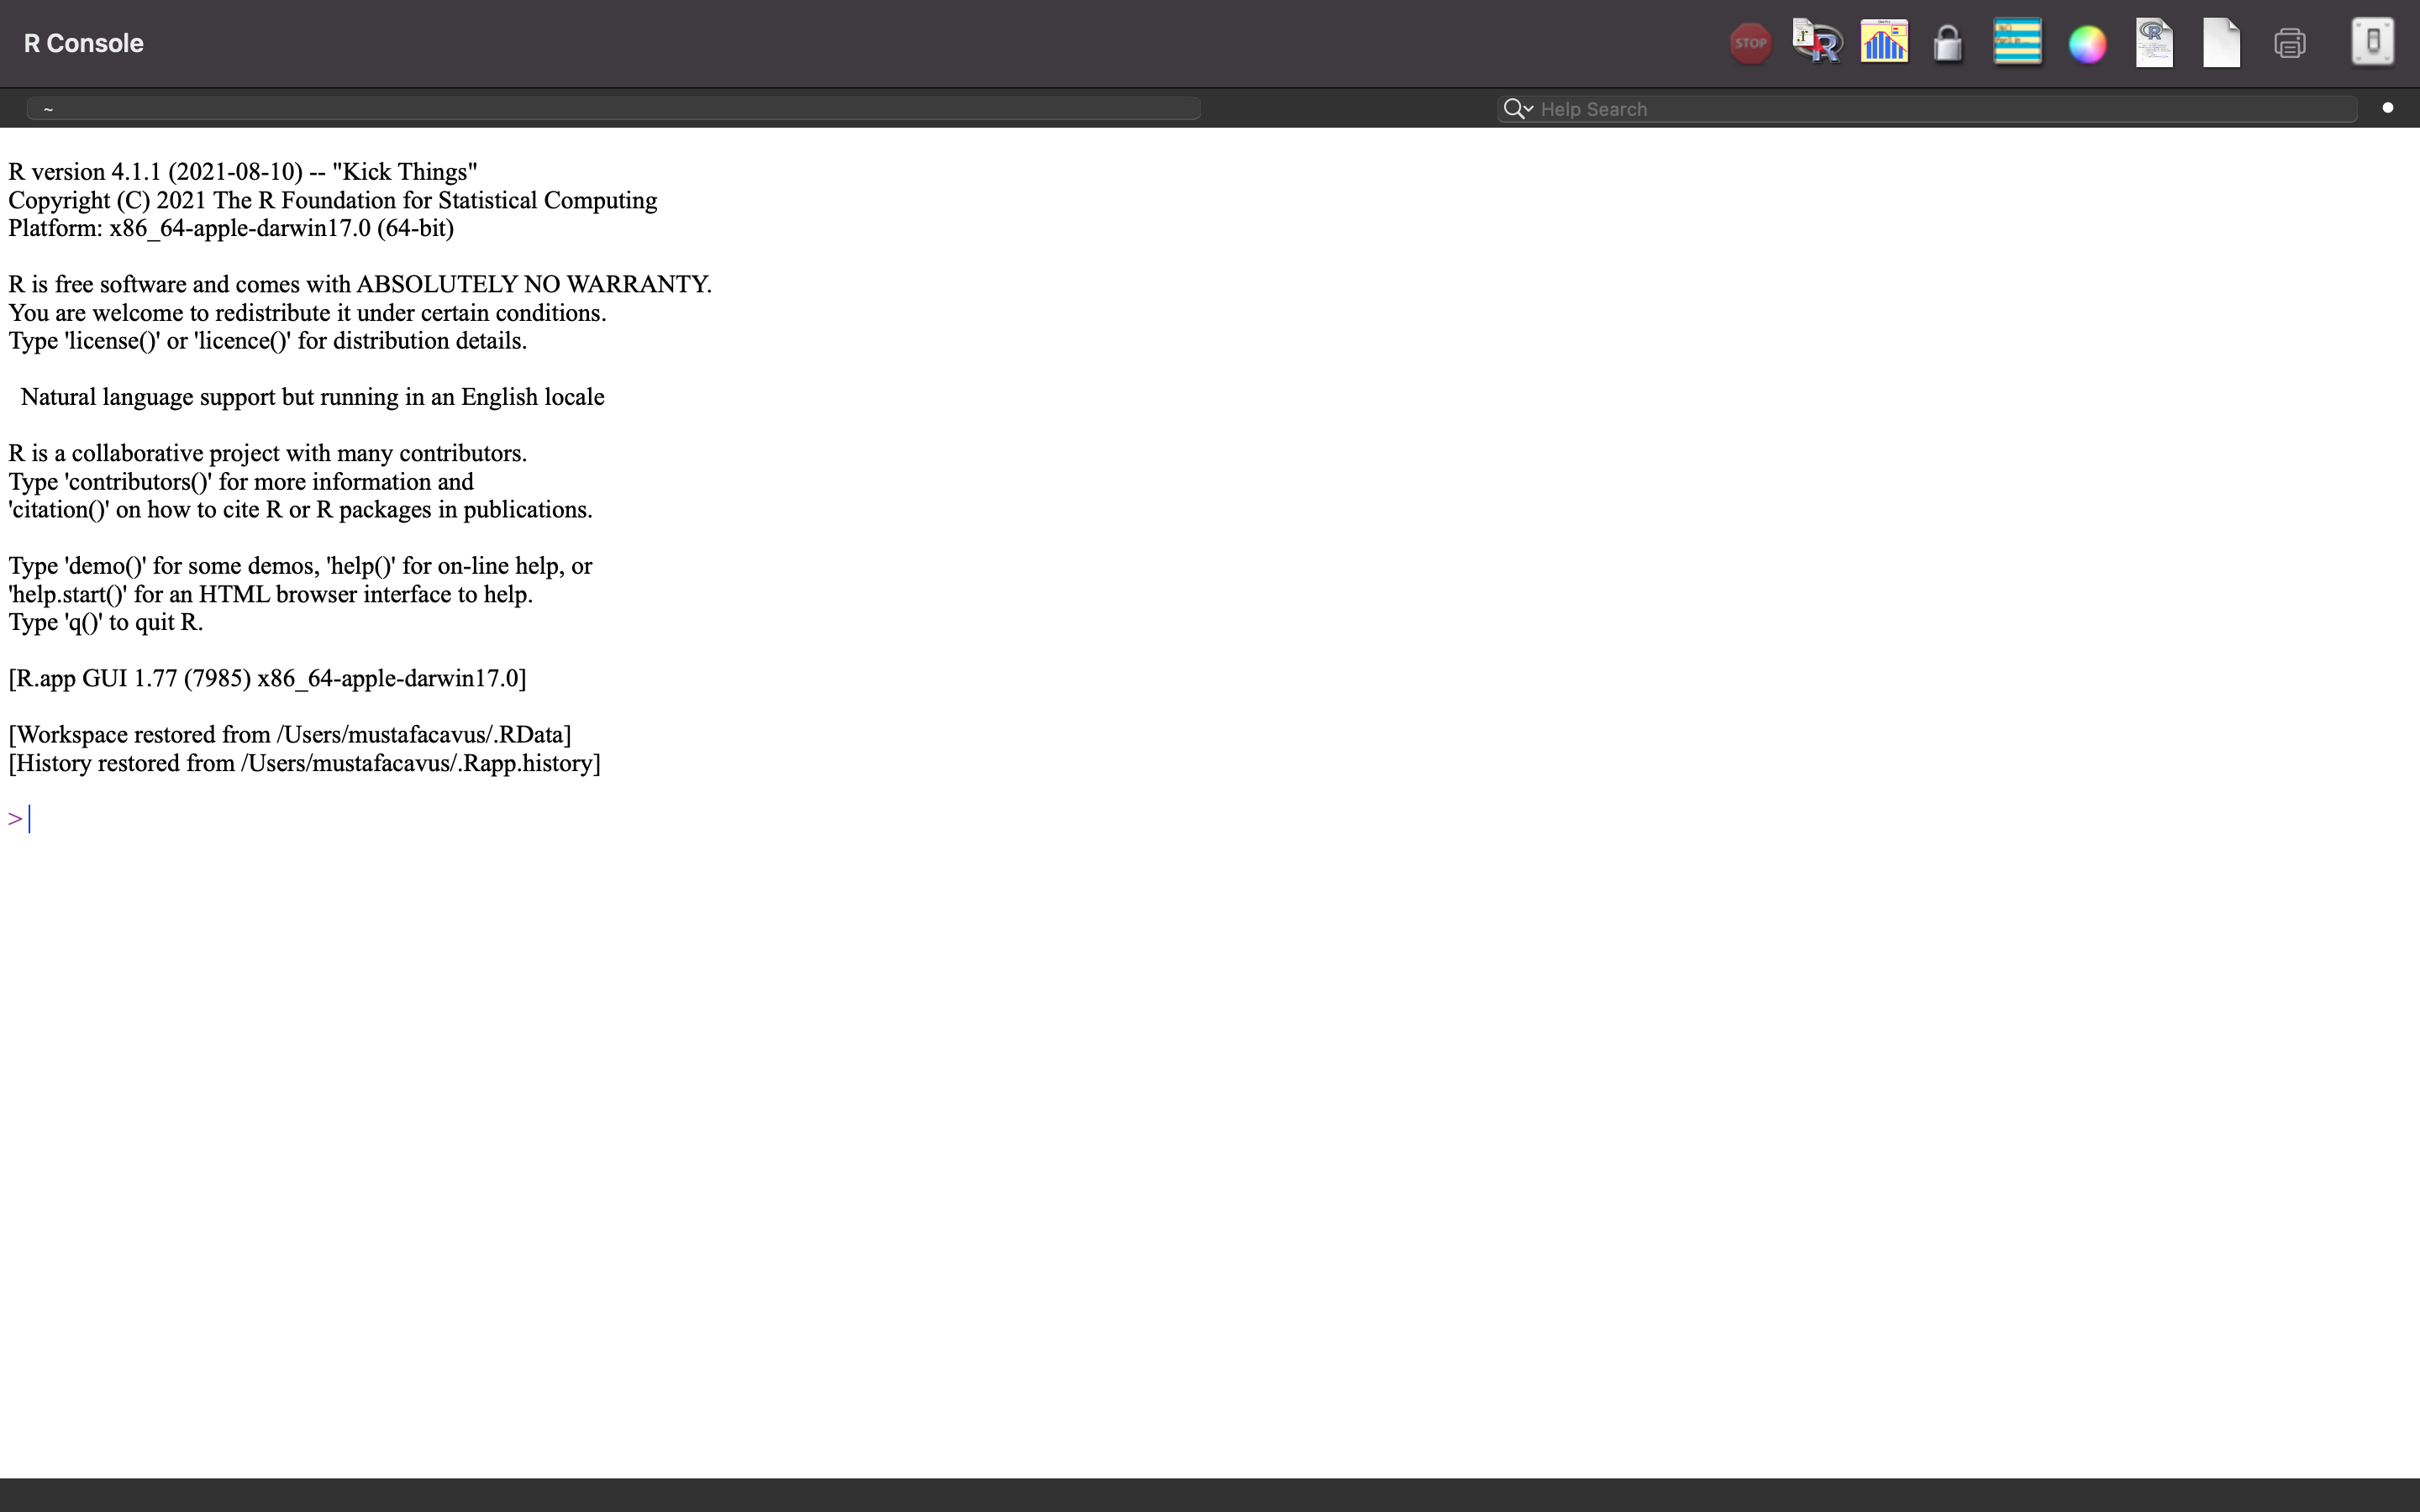 R Console
STOP
~
Help Search
R version 4.1.1 (2021-08-10) -- "Kick Things"
Copyright (C) 2021 The R Foundation for Statistical Computing
Platform: x86_64-apple-darwin17.0 (64-bit)
R is free software and comes with ABSOLUTELY NO WARRANTY.
You are welcome to redistribute it under certain conditions.
Type 'license()' or 'licence()' for distribution details.
Natural language support but running in an English locale
R is a collaborative project with many contributors.
Type 'contributors()' for more information and
'citation()' on how to cite R or R packages in publications.
Type 'demo()' for some demos, 'help()' for on-line help, or
'help.start()' for an HTML browser interface to help.
Type 'q()' to quit R.
[R.app GUI 1.77 (7985) x86_64-apple-darwin17.0]
[Workspace restored from /Users/mustafacavus/.RData]
[History restored from /Users/mustafacavus/.Rapp.history]
>